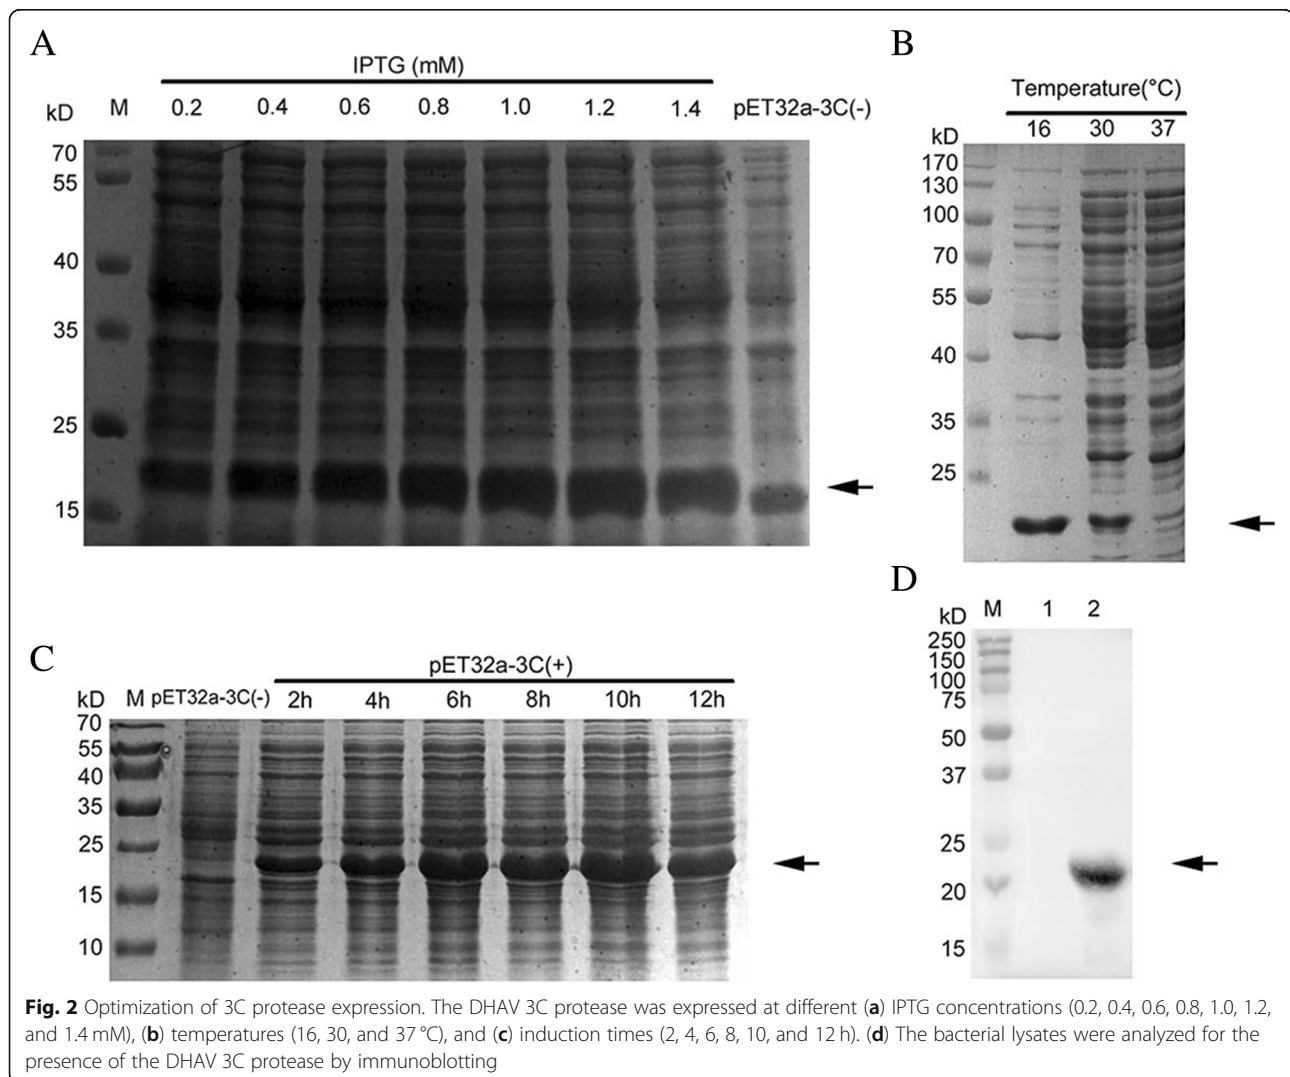 A
IPTG (mM)
kD M 0.2 0.4 0.6 0.8 1.0 1.2 1.4 pET32a-3C(-)
70
55
40
35
25
15
B
Temperature(°C)
kD 16 30 37
170
130
100
70
55
40
35
25
C
pET32a-3C(+)
kD M pET32a-3C(-) 2h 4h 6h 8h 10h 12h
70
55
40
35
25
15
10
D
kD M 1 2
250
150
100
75
50
37
25
20
15
Fig. 2 Optimization of 3C protease expression. The DHAV 3C protease was expressed at different (a) IPTG concentrations (0.2, 0.4, 0.6, 0.8, 1.0, 1.2,
and 1.4 mM), (b) temperatures (16, 30, and 37 °C), and (c) induction times (2, 4, 6, 8, 10, and 12 h). (d) The bacterial lysates were analyzed for the
presence of the DHAV 3C protease by immunoblotting